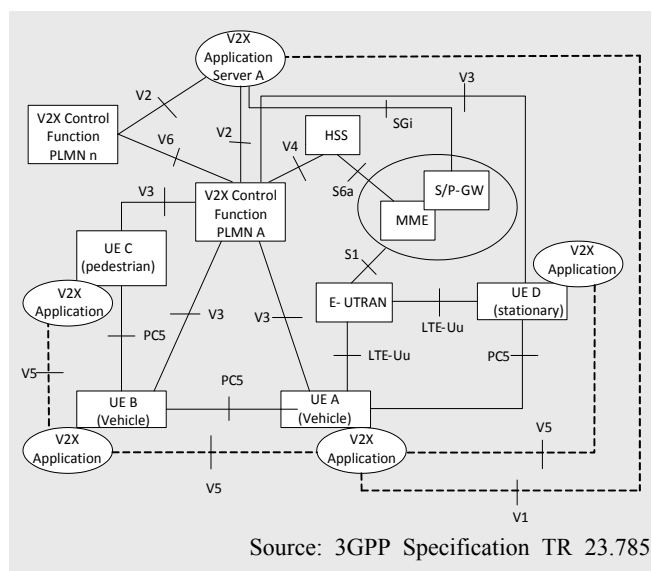 V2X
Application
Server A
V3
V2
SGi
V2X Control
Function
PLMN n
V6
V2
HSS
V4
V3
V2X Control
Function
PLMN A
S6a
S/P-GW
MME
UE C
(pedestrian)
S1
V2X
Application
V2X
Application
E- UTRAN
UE D
(stationary)
LTE-Uu
V3
V3
PC5
LTE-Uu
PC5
V5
PC5
UE B
(Vehicle)
UE A
(Vehicle)
V2X
Application
V2X
Application
V5
V5
V1
Source: 3GPP Specification TR 23.785